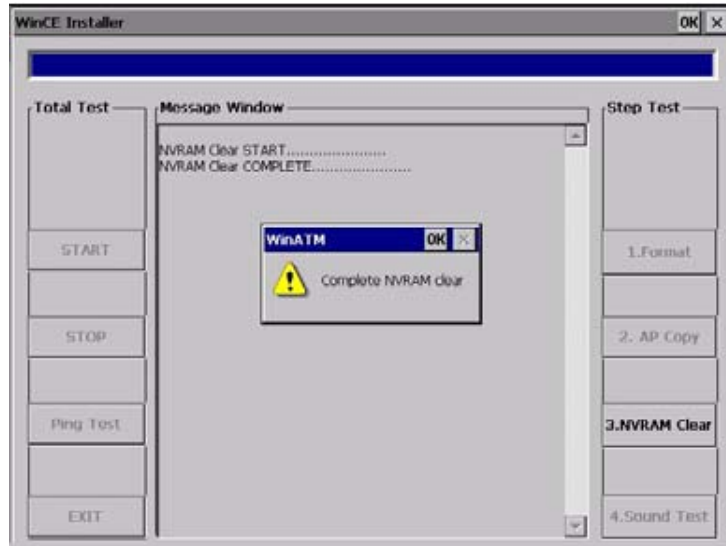 WinCE Installer OK ×
Total Test
Message Window
Step Test
NVRAM Clear START......................
NVRAM Clear COMPLETE......................
WinATM OK ×
Complete NVRAM clear
START
STOP
Ping Test
EXIT
1.Format
2. AP Copy
3.NVRAM Clear
4.Sound Test